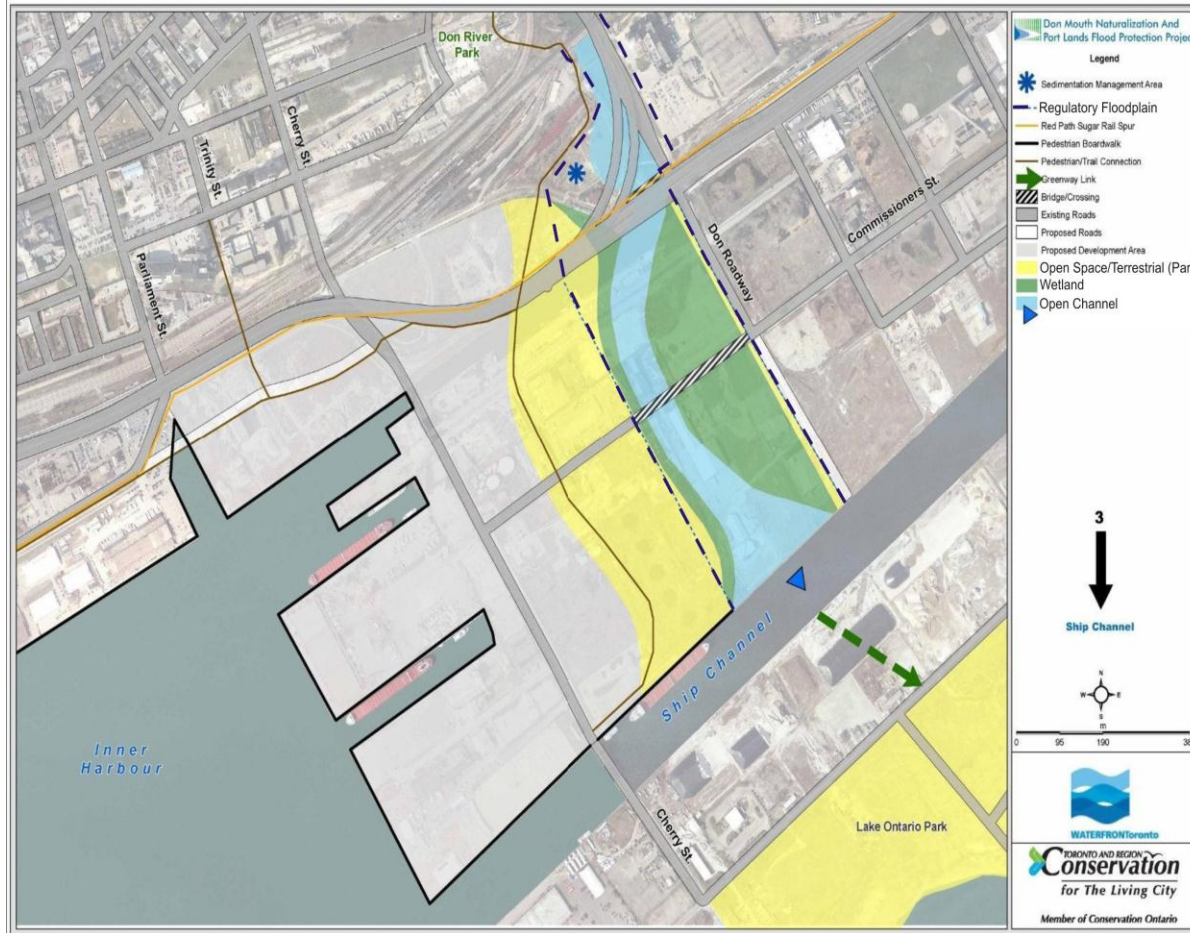 Don River
Park
Cherry St.
Trinity St.
Parliament St.
Don Roadway
Commissioners St.
Ship Channel
Inner
Harbour
Cherry St.
Lake Ontario Park
Don Mouth Naturalization And
Port Lands Flood Protection Projec
Legend
Sedimentation Management Area
Regulatory Floodplain
Red Path Sugar Rail Spur
Pedestrian Boardwalk
Pedestrian/Trail Connection
Greenway Link
Bridge/Crossing
Existing Roads
Proposed Roads
Proposed Development Area
Open Space/Terrestrial (Par
Wetland
Open Channel
3
Ship Channel
N
W E
S
m
0 95 190 38
WATERFRONToronto
TORONTO AND REGION
Conservation
for The Living City
Member of Conservation Ontario